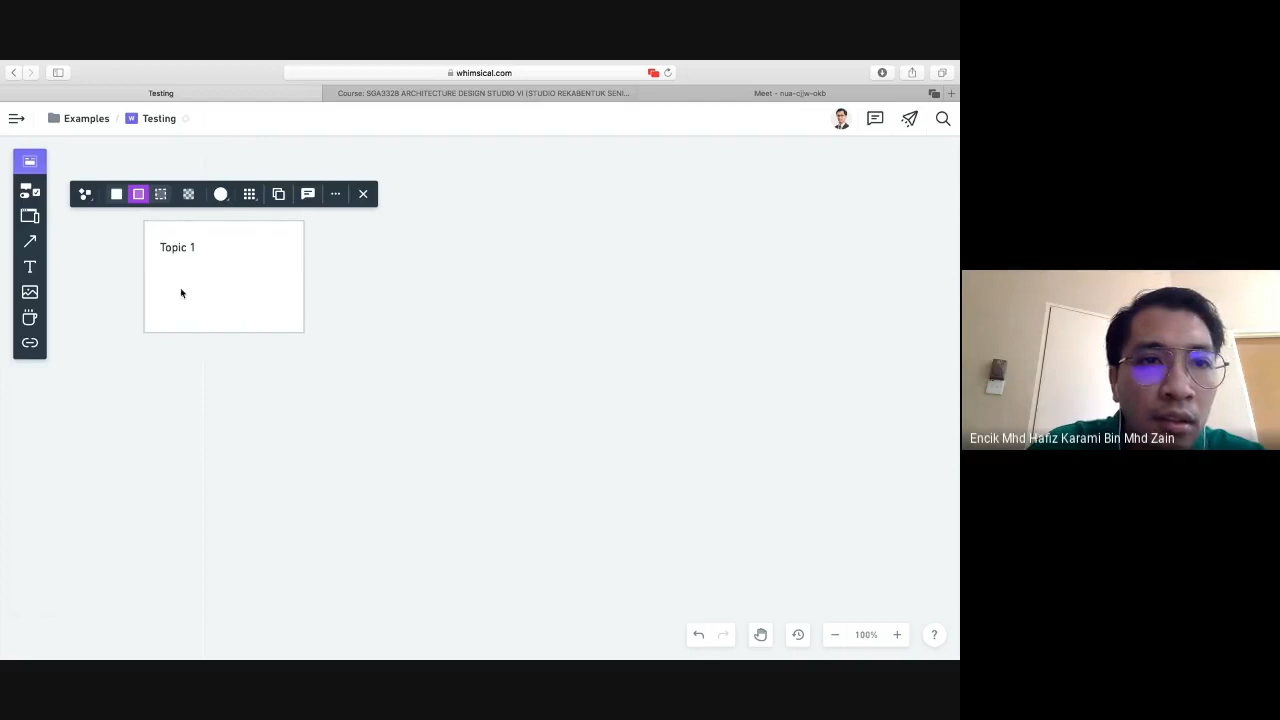 whimsical.com
Testing
Course: SGA3328 ARCHITECTURE DESIGN STUDIO VI (STUDIO REKABENTUK SENI...
Meet - nua-cjjw-okb
Examples / W Testing
Topic 1
T
Encik Mhd Hafiz Karami Bin Mhd Zain
100%
?